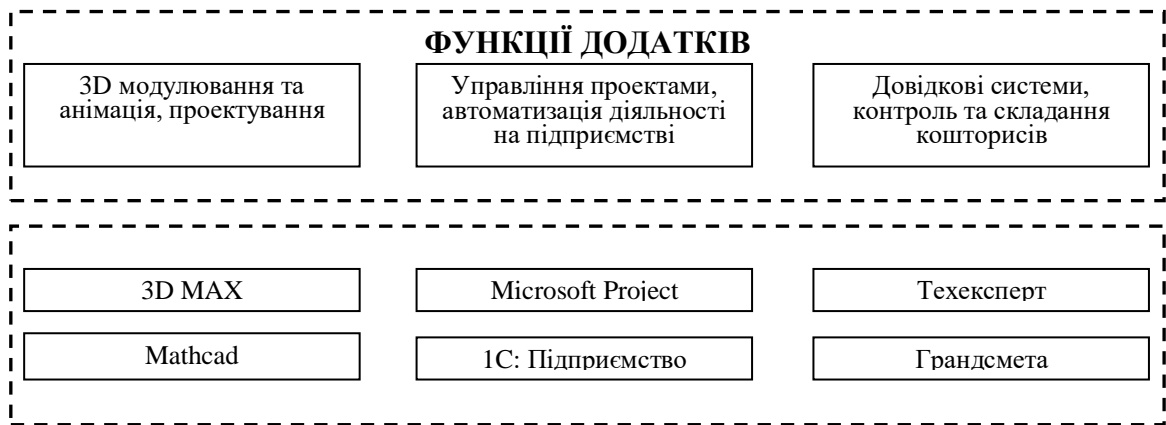 ФУНКЦІЇ ДОДАТКІВ
3D модулювання та
анімація, проектування
Управління проектами,
автоматизація діяльності
на підприємстві
Довідкові системи,
контроль та складання
кошторисів
3D MAX
Microsoft Project
Техексперт
Mathcad
1С: Підприємство
Грандсмета